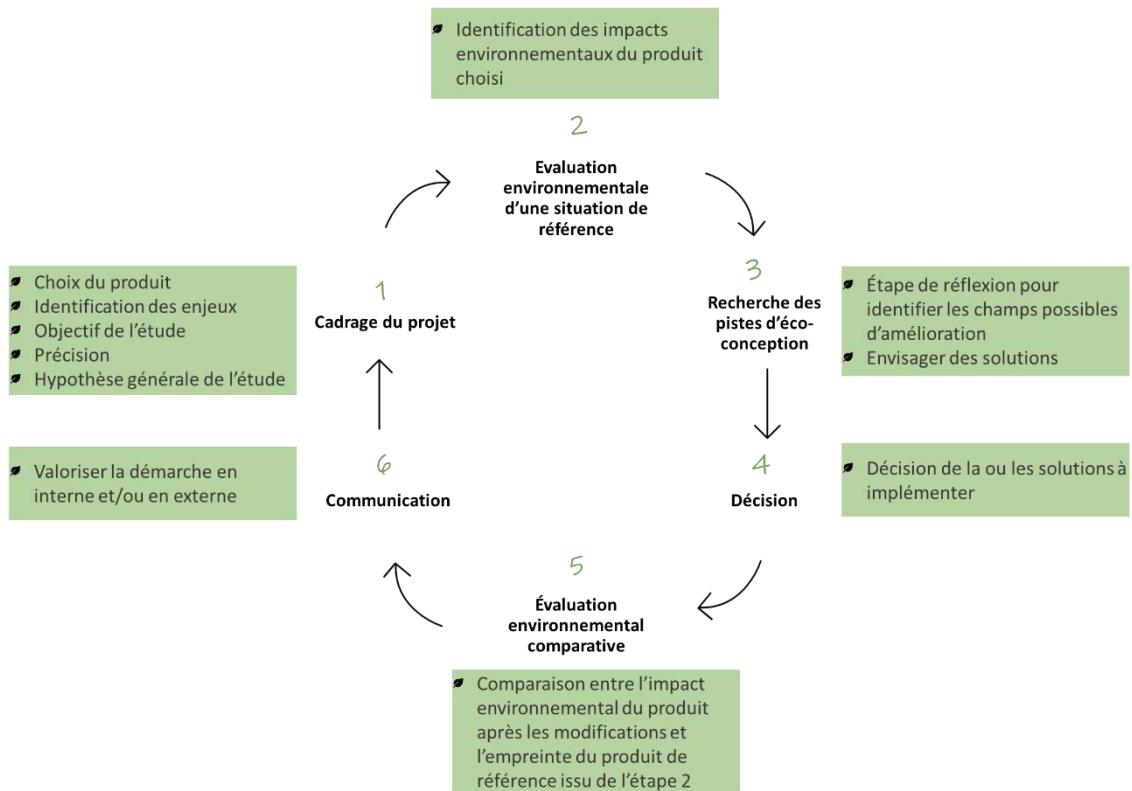 Identification des impacts
environnementaux du produit
choisi
2
Evaluation
environnementale
d'une situation de
référence
Choix du produit
Identification des enjeux
Objectif de l'étude
Précision
Hypothèse générale de l'étude
1
Cadrage du projet
3
Recherche des
pistes d'éco-
conception
Étape de réflexion pour
identifier les champs possibles
d'amélioration
Envisager des solutions
Valoriser la démarche en
interne et/ou en externe
6
Communication
4
Décision
Décision de la ou les solutions à
implémenter
5
Évaluation
environnemental
comparative
Comparaison entre l'impact
environnemental du produit
après les modifications et
l'empreinte du produit de
référence issu de l'étape 2